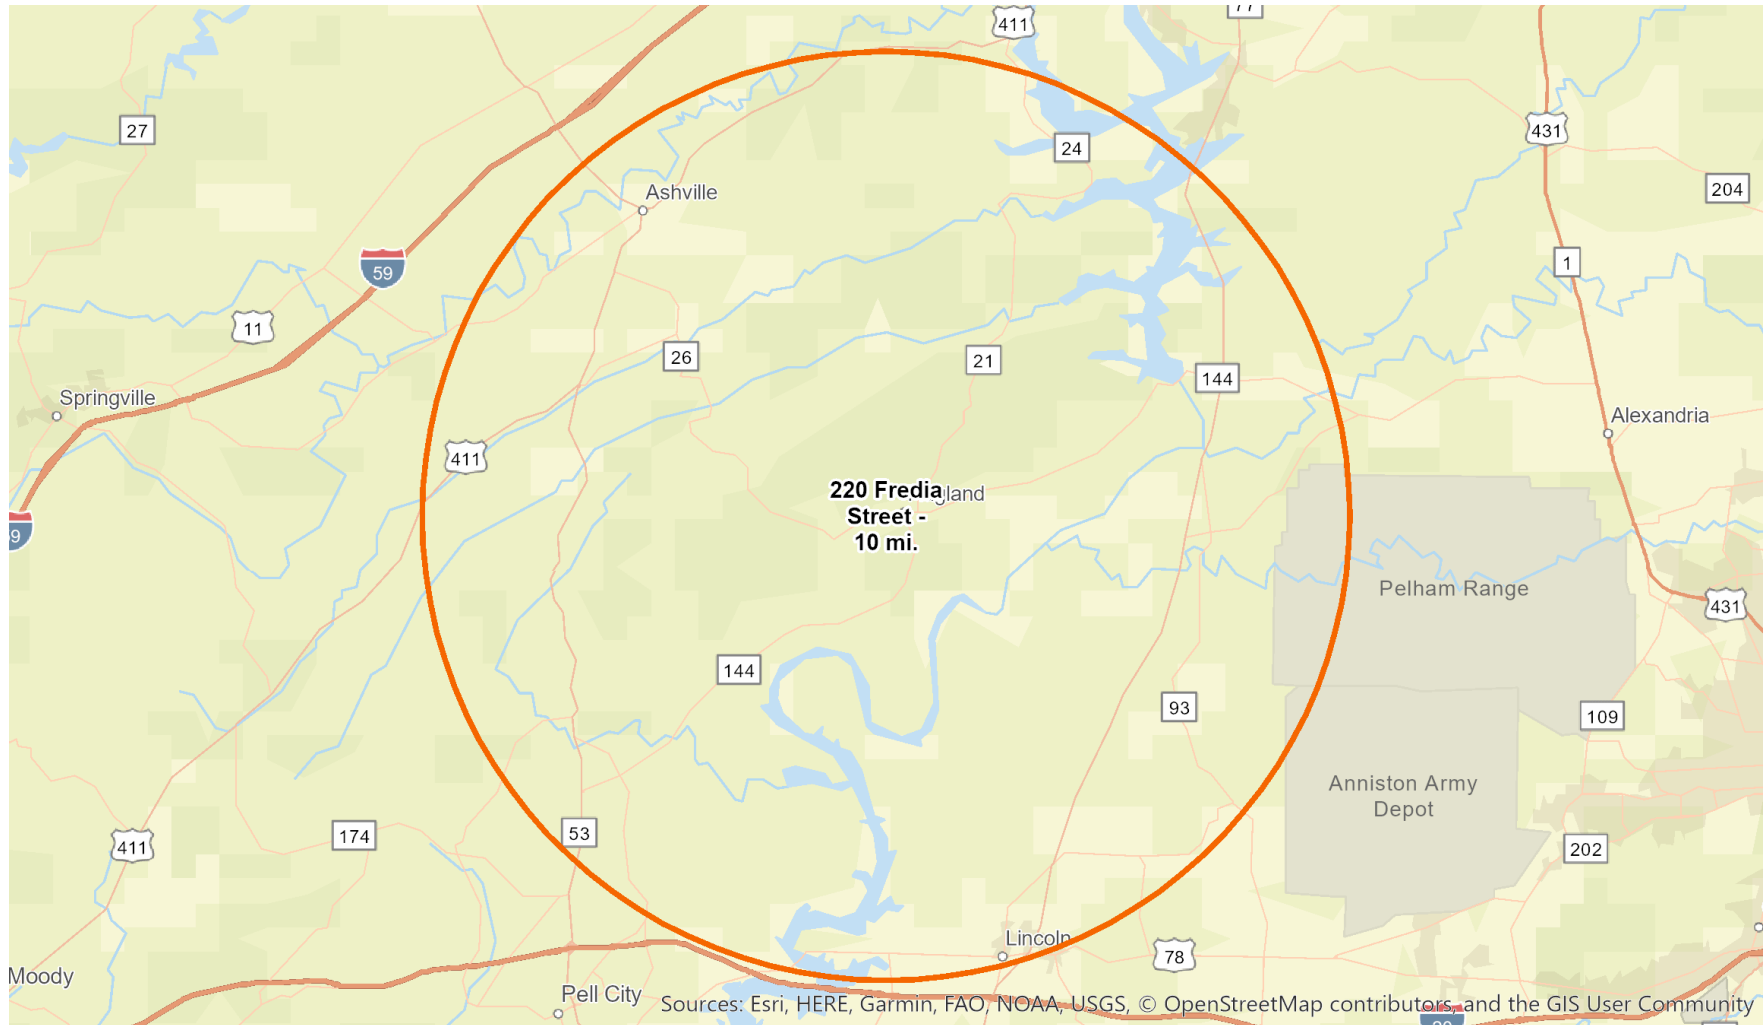 411
77
27
24
431
204
Ashville
59
1
11
26
21
144
Springville
Alexandria
411
220 Fredia
Street -
10 mi.
gland
Pelham Range
431
144
93
109
Anniston Army
Depot
53
174
411
202
Lincoln
78
Moody
Pell City
Sources: Esri, HERE, Garmin, FAO, NOAA, USGS, © OpenStreetMap contributors, and the GIS User Community